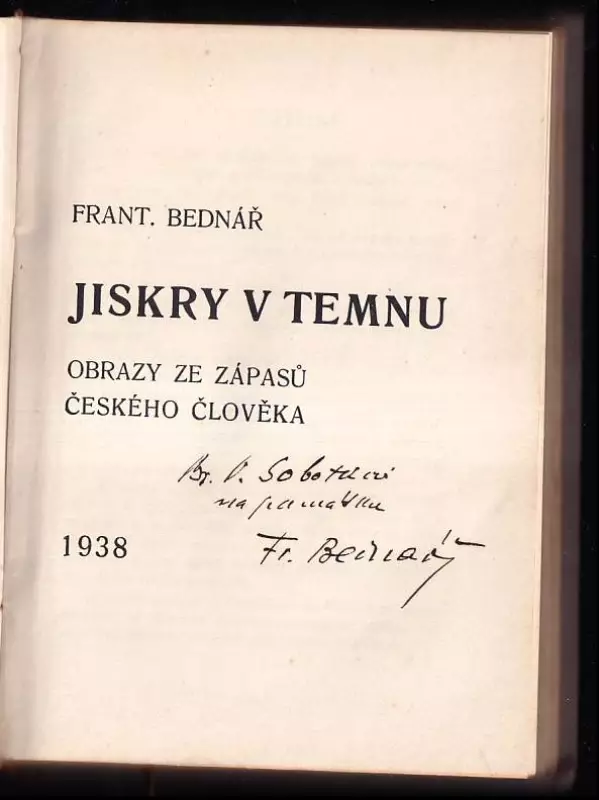 FRANT. BEDNÁŘ
JISKRY V TEMNU
OBRAZY ZE ZÁPASŮ
ČESKÉHO ČLOVĚKA
Br. V. Sobotkovi
na památku
1938
Fr. Bednář